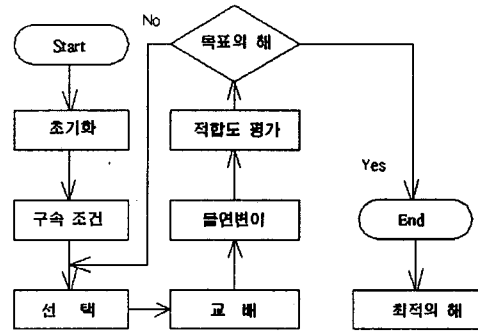 Start
초기화
구속 조건
선 택
교 배
돌연변이
적합도 평가
목표의 해
No
Yes
End
최적의 해